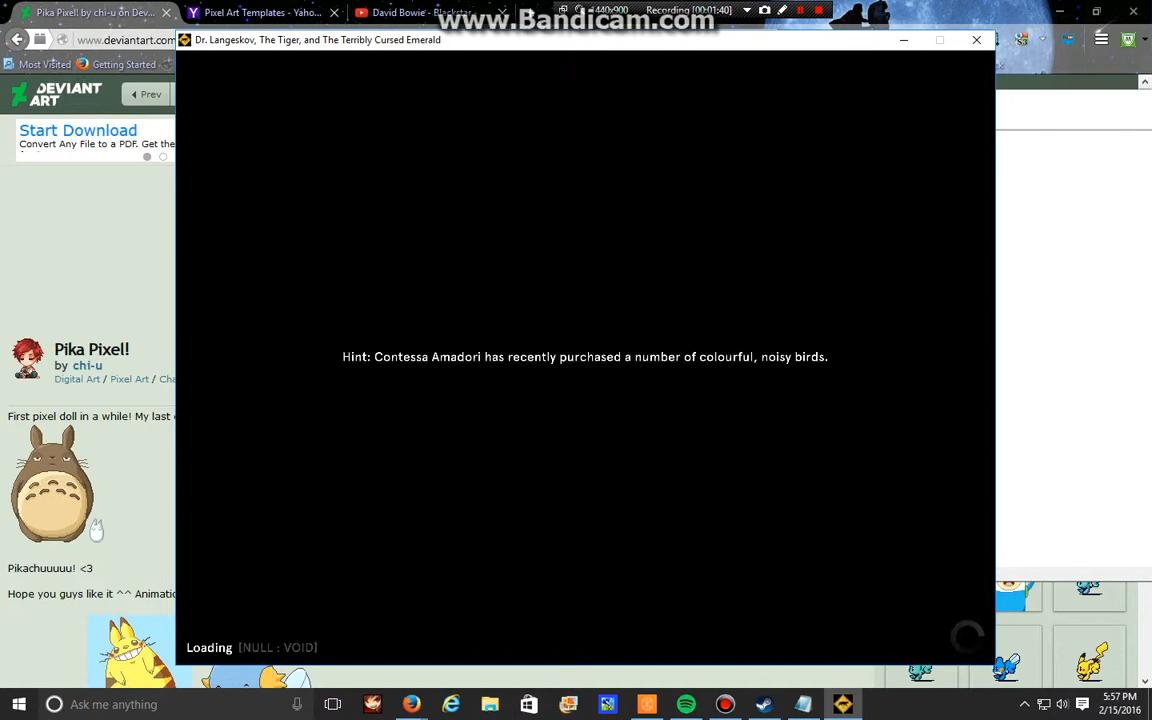 Pika Pixel! by chi-u on Dev...
Pixel Art Templates - Yaho...
David Bowie - Blackstar
www.Bandicam.com
1440x900
Recording [00:01:40]
www.deviantart.com
Dr. Langeskov, The Tiger, and The Terribly Cursed Emerald
Most Visited
Getting Started
DEVIANT
ART
Prev
Start Download
Convert Any File to a PDF. Get the
Hint: Contessa Amadori has recently purchased a number of colourful, noisy birds.
Pika Pixel!
by chi-u
Digital Art / Pixel Art / Cha
First pixel doll in a while! My last
Pikachuuuuu! <3
Hope you guys like it ^^ Animatio
Loading [NULL : VOID]
Ask me anything
5:57 PM
2/15/2016